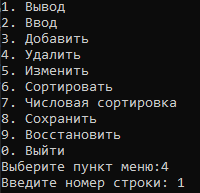 1. Вывод
2. Ввод
3. Добавить
4. Удалить
5. Изменить
6. Сортировать
7. Числовая сортировка
8. Сохранить
9. Восстановить
0. Выйти
Выберите пункт меню:4
Введите номер строки: 1